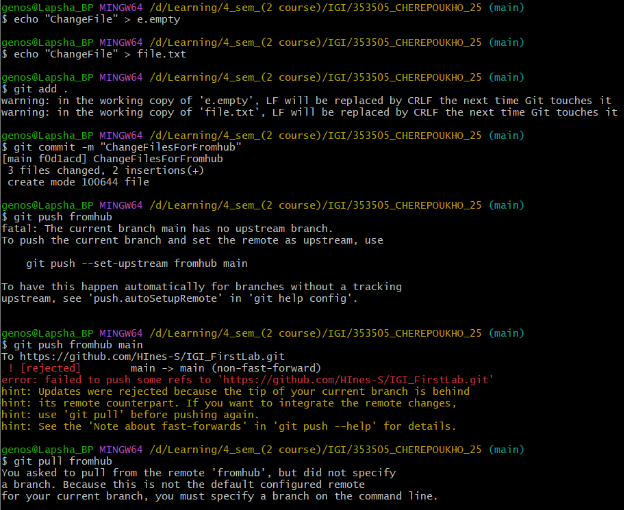 genos@Lapsha_BP MINGW64 /d/Learning/4_sem_(2 course)/IGI/353505_CHEREPOUKHO_25 (main)
$ echo "ChangeFile" > e.empty
genos@Lapsha_BP MINGW64 /d/Learning/4_sem_(2 course)/IGI/353505_CHEREPOUKHO_25 (main)
$ echo "ChangeFile" > file.txt
genos@Lapsha_BP MINGW64 /d/Learning/4_sem_(2 course)/IGI/353505_CHEREPOUKHO_25 (main)
$ git add .
warning: in the working copy of 'e.empty', LF will be replaced by CRLF the next time Git touches it
warning: in the working copy of 'file.txt', LF will be replaced by CRLF the next time Git touches it
genos@Lapsha_BP MINGW64 /d/Learning/4_sem_(2 course)/IGI/353505_CHEREPOUKHO_25 (main)
$ git commit -m "ChangeFilesForFromhub"
[main f0d1acd] ChangeFilesForFromhub
 3 files changed, 2 insertions(+)
 create mode 100644 file
genos@Lapsha_BP MINGW64 /d/Learning/4_sem_(2 course)/IGI/353505_CHEREPOUKHO_25 (main)
$ git push fromhub
fatal: The current branch main has no upstream branch.
To push the current branch and set the remote as upstream, use
    git push --set-upstream fromhub main
To have this happen automatically for branches without a tracking
upstream, see 'push.autoSetupRemote' in 'git help config'.
genos@Lapsha_BP MINGW64 /d/Learning/4_sem_(2 course)/IGI/353505_CHEREPOUKHO_25 (main)
$ git push fromhub main
To https://github.com/HInes-S/IGI_FirstLab.git
 ! [rejected]        main -> main (non-fast-forward)
error: failed to push some refs to 'https://github.com/HInes-S/IGI_FirstLab.git'
hint: Updates were rejected because the tip of your current branch is behind
hint: its remote counterpart. If you want to integrate the remote changes,
hint: use 'git pull' before pushing again.
hint: See the 'Note about fast-forwards' in 'git push --help' for details.
genos@Lapsha_BP MINGW64 /d/Learning/4_sem_(2 course)/IGI/353505_CHEREPOUKHO_25 (main)
$ git pull fromhub
You asked to pull from the remote 'fromhub', but did not specify
a branch. Because this is not the default configured remote
for your current branch, you must specify a branch on the command line.